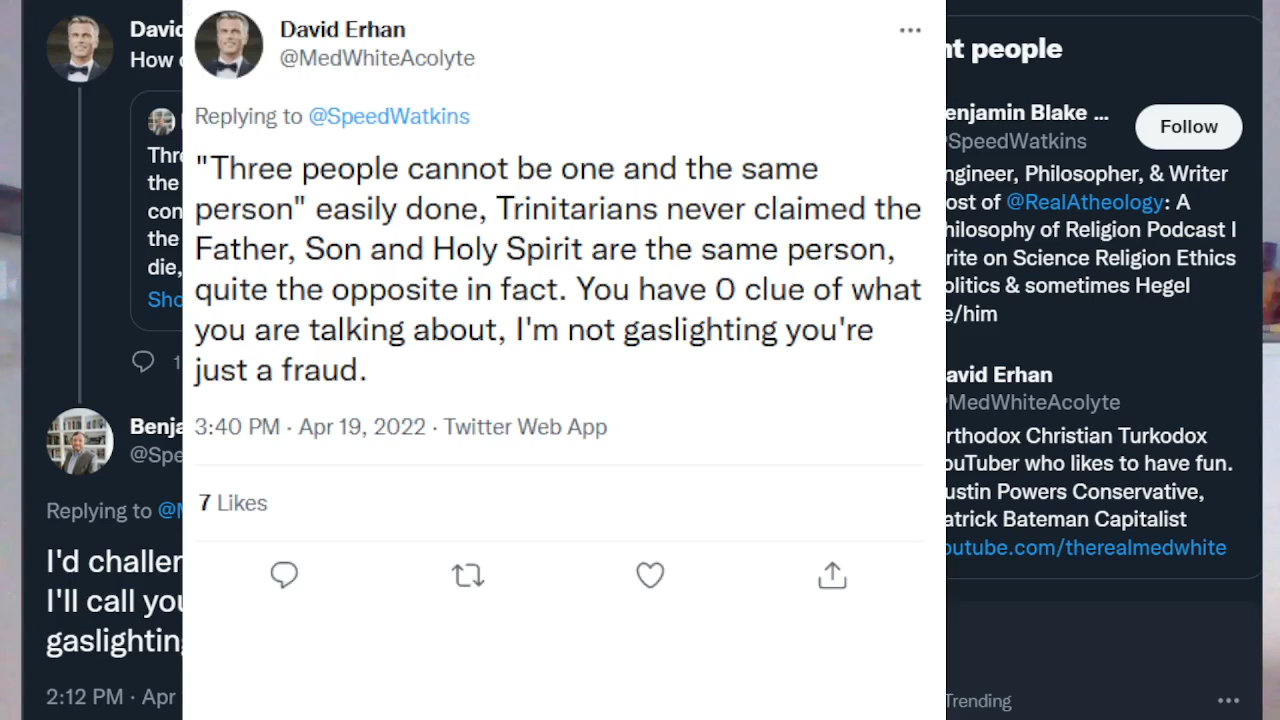 David
How
Thre
the
con
the
die,
Sho
1
Benja
@Spe
Replying to @M
I'd challen
I'll call you
gaslighting
2:12 PM · Apr
David Erhan
@MedWhiteAcolyte
Replying to @SpeedWatkins
"Three people cannot be one and the same
person" easily done, Trinitarians never claimed the
Father, Son and Holy Spirit are the same person,
quite the opposite in fact. You have 0 clue of what
you are talking about, I'm not gaslighting you're
just a fraud.
3:40 PM · Apr 19, 2022 · Twitter Web App
7 Likes
nt people
enjamin Blake ...
SpeedWatkins
Follow
ngineer, Philosopher, & Writer
ost of @RealAtheology: A
hilosophy of Religion Podcast I
rite on Science Religion Ethics
olitics & sometimes Hegel
e/him
avid Erhan
MedWhiteAcolyte
rthodox Christian Turkodox
ouTuber who likes to have fun.
ustin Powers Conservative,
atrick Bateman Capitalist
outube.com/therealmedwhite
Trending